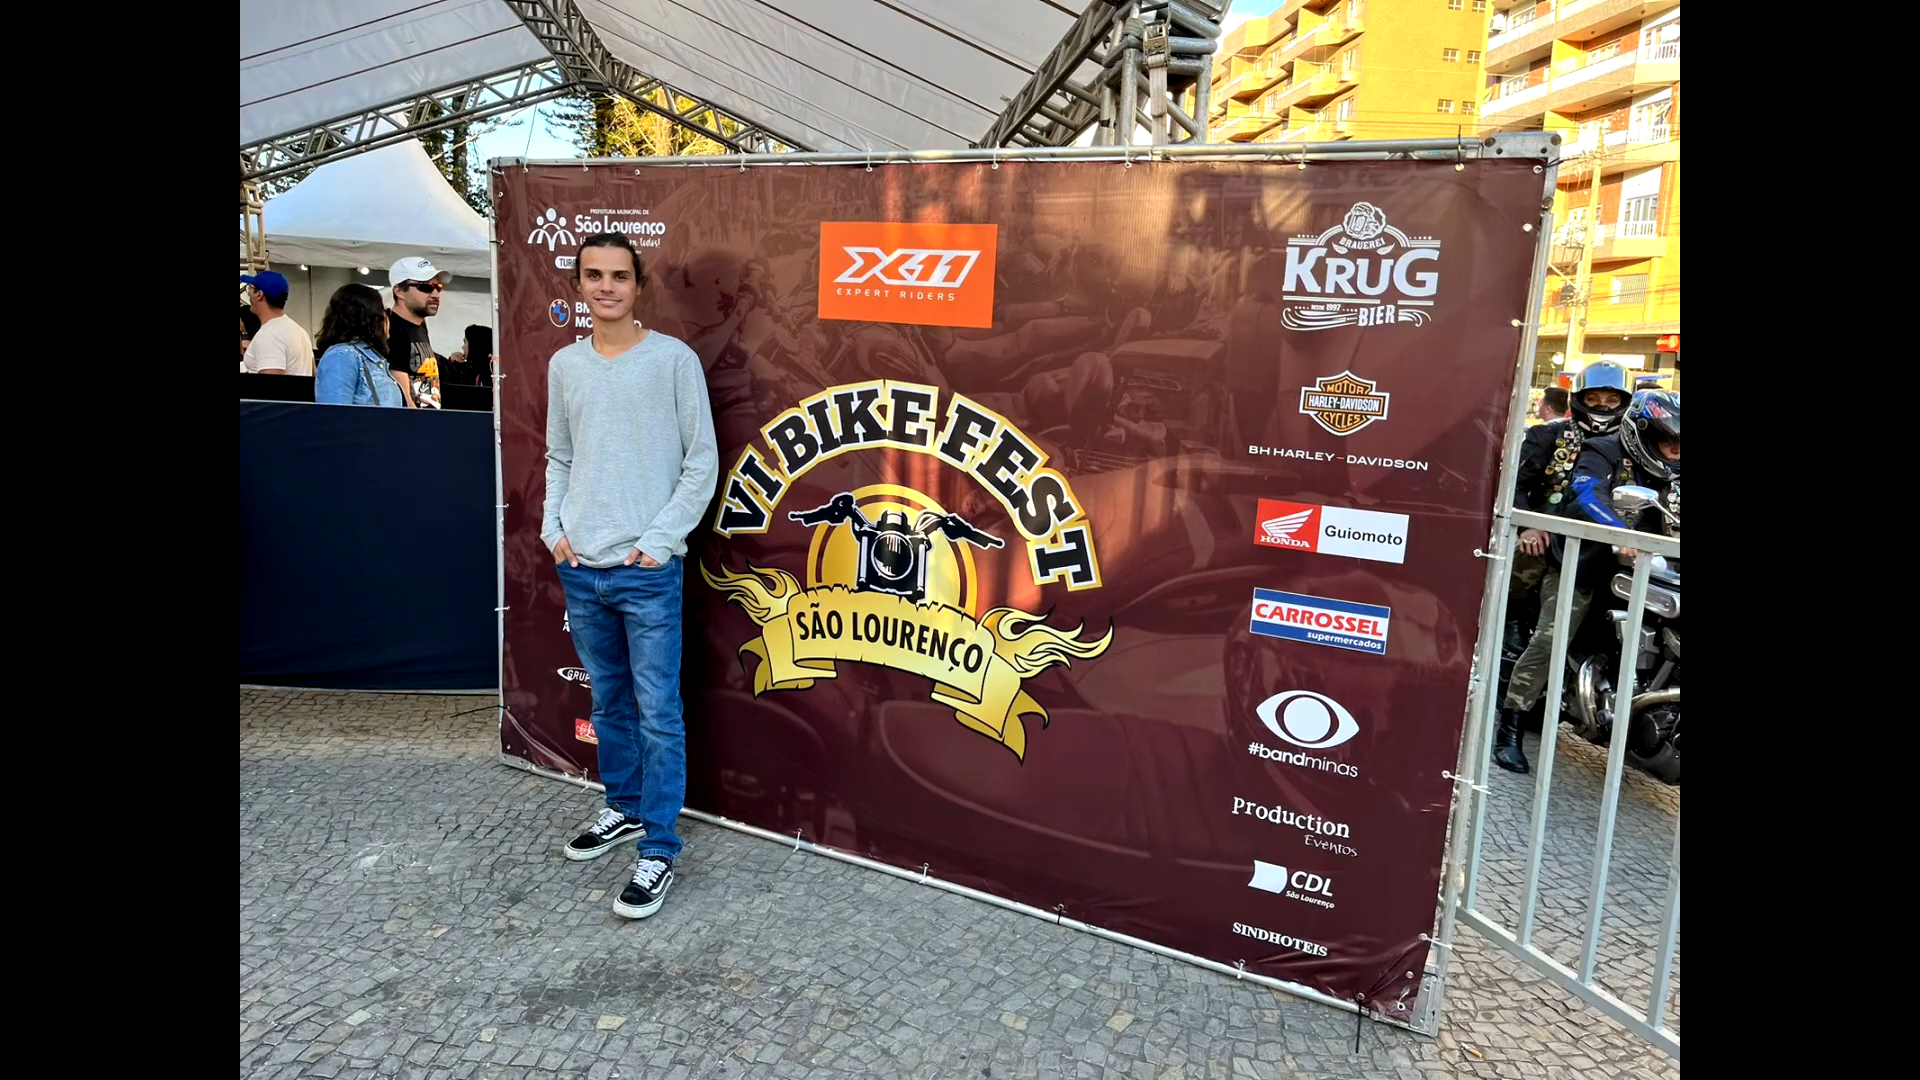 PREFEITURA MUNICIPAL DE
São Lourenço
todos!
X11
EXPERT RIDERS
BRAUEREI
KRUG
DESDE 1997
BIER
MOTOR
HARLEY-DAVIDSON
CYCLES
BH HARLEY-DAVIDSON
HONDA
Guiomoto
CARROSSEL
supermercados
#bandminas
Production
Eventos
CDL
São Lourenço
SINDHOTEIS
VI BIKE FEST
SÃO LOURENÇO